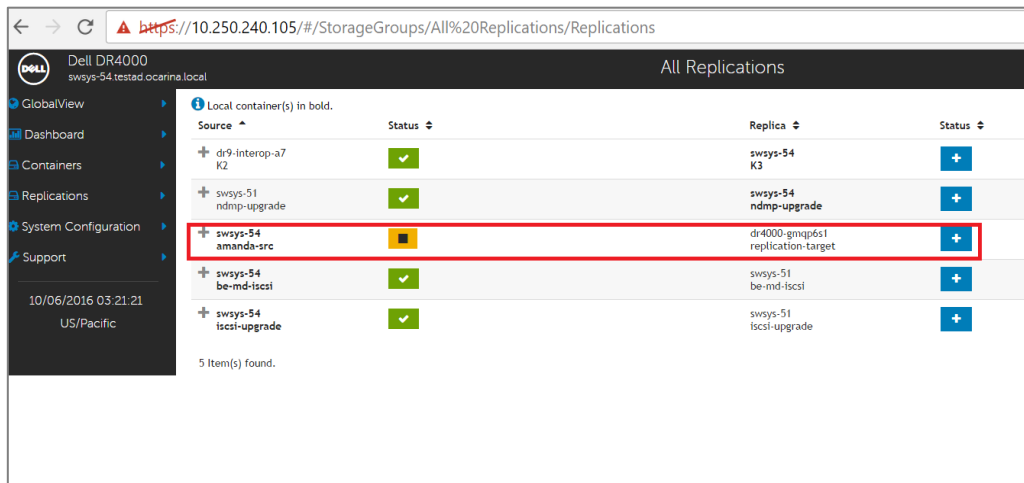 https://10.250.240.105/#/StorageGroups/All%20Replications/Replications
DELL
Dell DR4000
swsys-54.testad.ocarina.local
All Replications
GlobalView
Dashboard
Containers
Replications
System Configuration
Support
10/06/2016 03:21:21
US/Pacific
Local container(s) in bold.
Source Status Replica Status
dr9-interop-a7 swsys-54
K2 K3
swsys-51 swsys-54
ndmp-upgrade ndmp-upgrade
swsys-54 dr4000-gmqp6s1
amanda-src replication-target
swsys-54 swsys-51
be-md-iscsi be-md-iscsi
swsys-54 swsys-51
iscsi-upgrade iscsi-upgrade
5 Item(s) found.